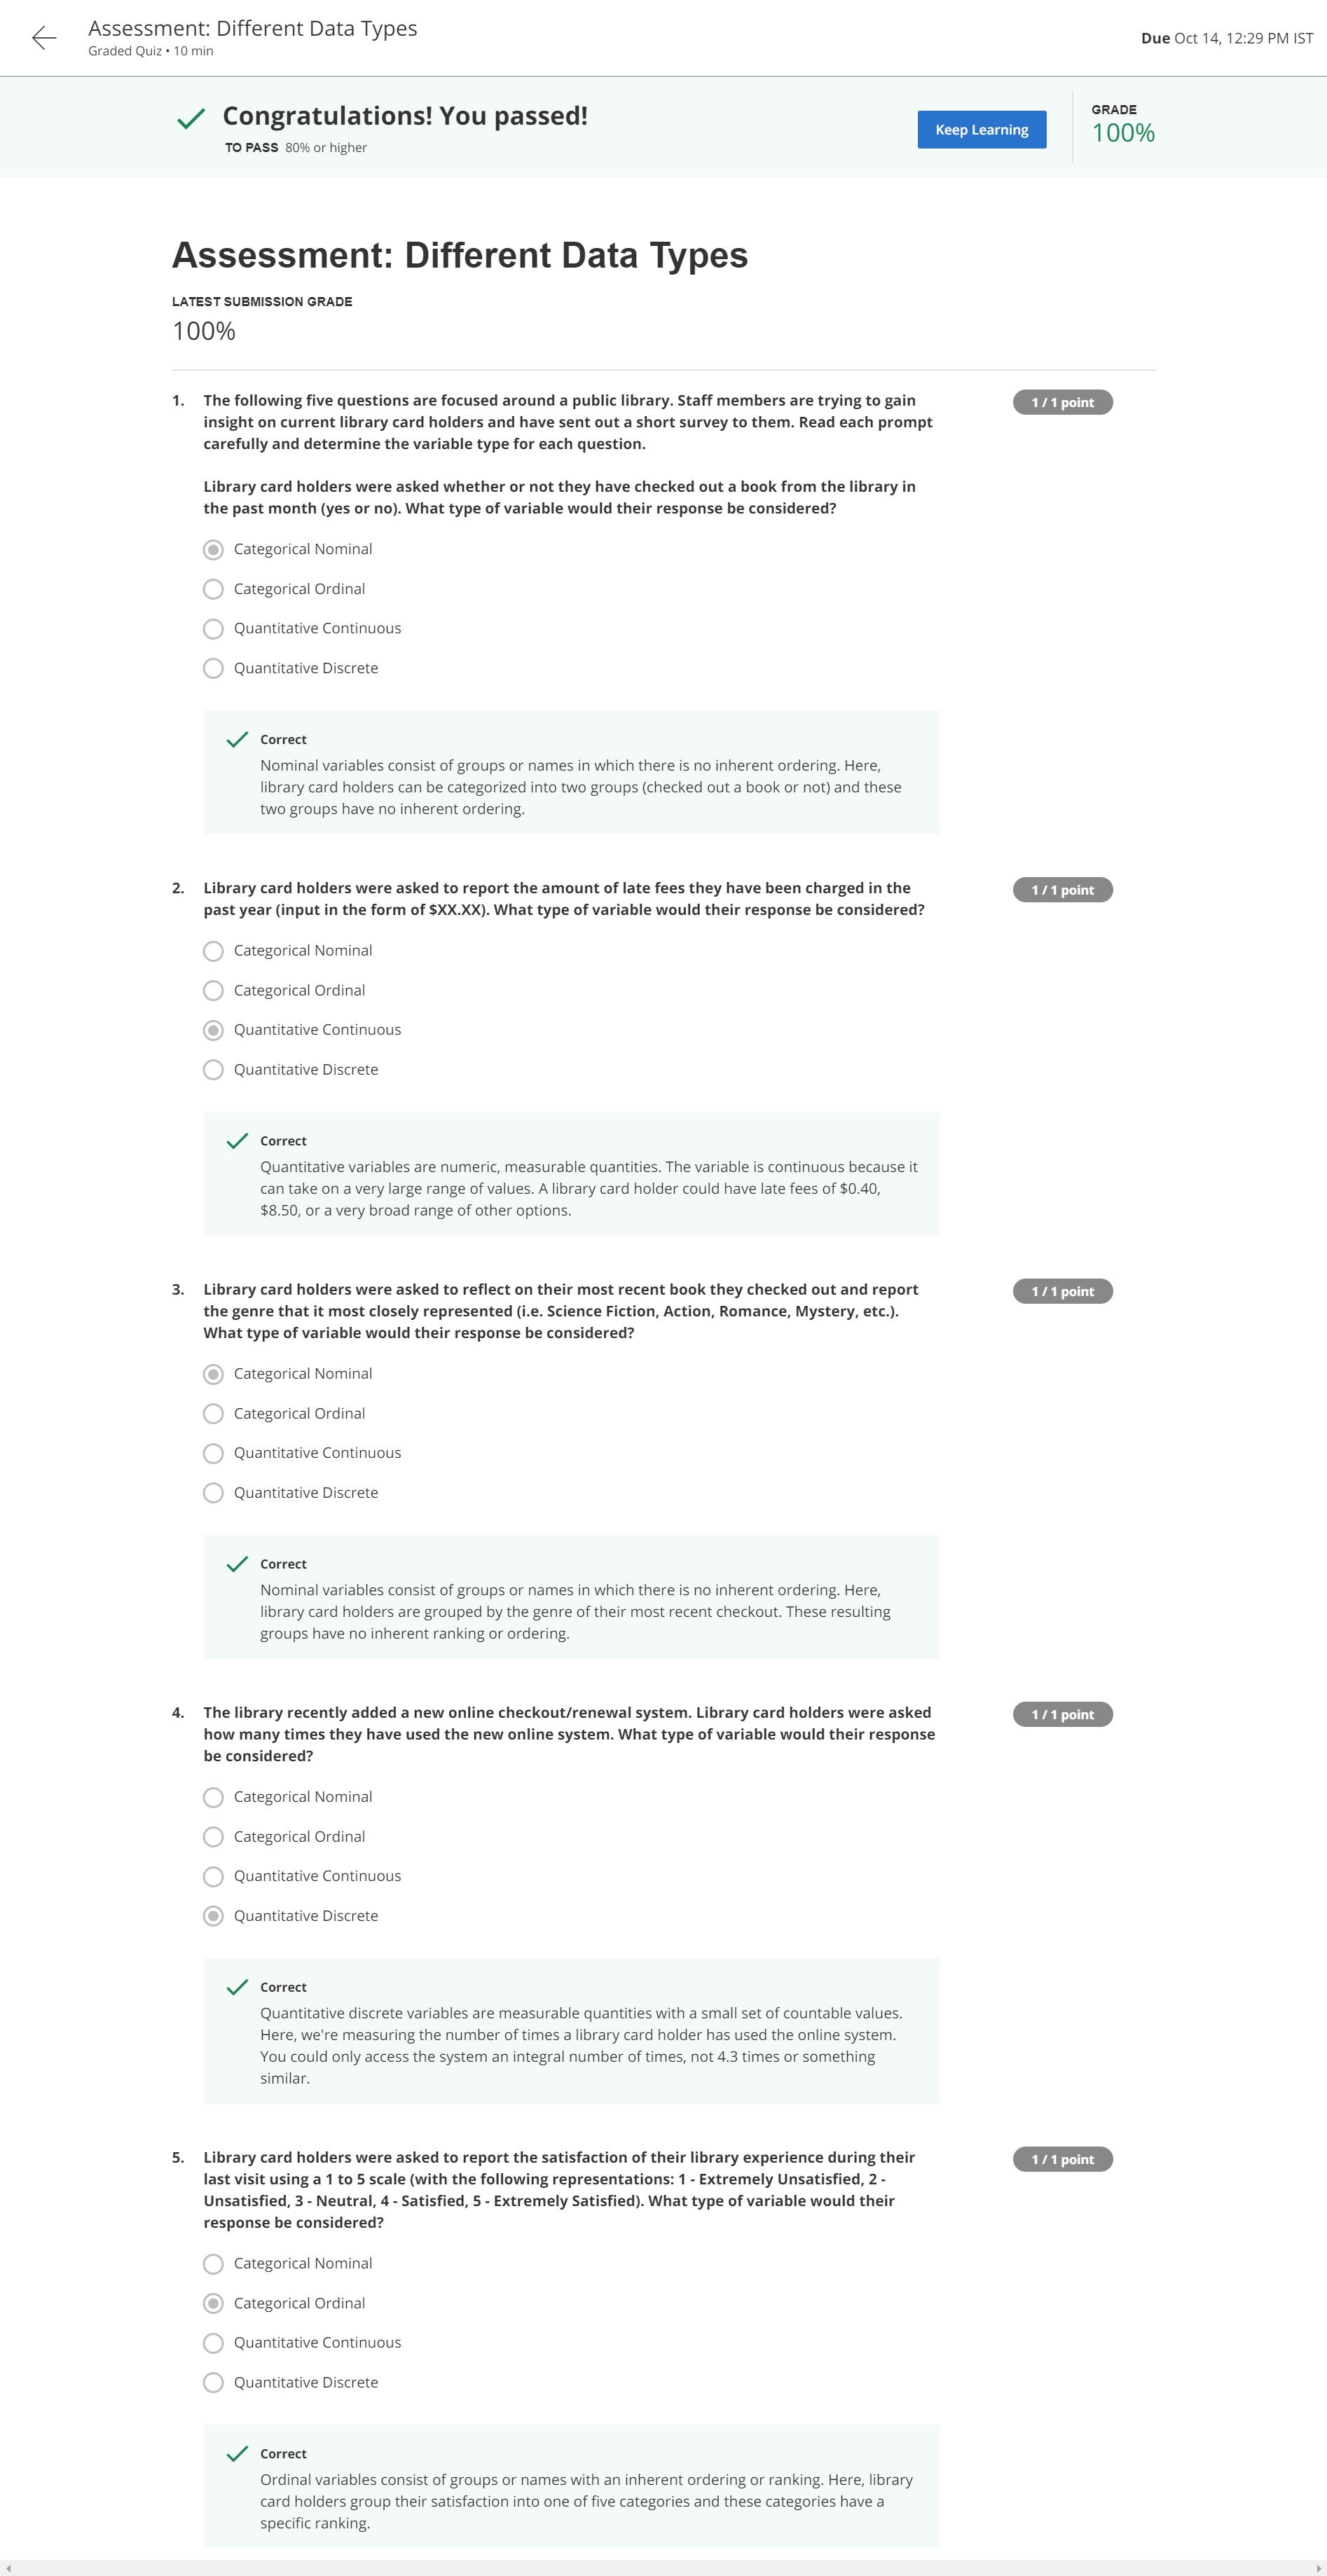 Assessment: Different Data Types
Graded Quiz • 10 min
Due Oct 14, 12:29 PM IST
Congratulations! You passed!
TO PASS 80% or higher
Keep Learning
GRADE
100%
Assessment: Different Data Types
LATEST SUBMISSION GRADE
100%
1. The following five questions are focused around a public library. Staff members are trying to gain
insight on current library card holders and have sent out a short survey to them. Read each prompt
carefully and determine the variable type for each question.
1 / 1 point
Library card holders were asked whether or not they have checked out a book from the library in
the past month (yes or no). What type of variable would their response be considered?
Categorical Nominal
Categorical Ordinal
Quantitative Continuous
Quantitative Discrete
Correct
Nominal variables consist of groups or names in which there is no inherent ordering. Here,
library card holders can be categorized into two groups (checked out a book or not) and these
two groups have no inherent ordering.
2. Library card holders were asked to report the amount of late fees they have been charged in the
past year (input in the form of $XX.XX). What type of variable would their response be considered?
1 / 1 point
Categorical Nominal
Categorical Ordinal
Quantitative Continuous
Quantitative Discrete
Correct
Quantitative variables are numeric, measurable quantities. The variable is continuous because it
can take on a very large range of values. A library card holder could have late fees of $0.40,
$8.50, or a very broad range of other options.
3. Library card holders were asked to reflect on their most recent book they checked out and report
the genre that it most closely represented (i.e. Science Fiction, Action, Romance, Mystery, etc.).
What type of variable would their response be considered?
1 / 1 point
Categorical Nominal
Categorical Ordinal
Quantitative Continuous
Quantitative Discrete
Correct
Nominal variables consist of groups or names in which there is no inherent ordering. Here,
library card holders are grouped by the genre of their most recent checkout. These resulting
groups have no inherent ranking or ordering.
4. The library recently added a new online checkout/renewal system. Library card holders were asked
how many times they have used the new online system. What type of variable would their response
be considered?
1 / 1 point
Categorical Nominal
Categorical Ordinal
Quantitative Continuous
Quantitative Discrete
Correct
Quantitative discrete variables are measurable quantities with a small set of countable values.
Here, we're measuring the number of times a library card holder has used the online system.
You could only access the system an integral number of times, not 4.3 times or something
similar.
5. Library card holders were asked to report the satisfaction of their library experience during their
last visit using a 1 to 5 scale (with the following representations: 1 - Extremely Unsatisfied, 2 -
Unsatisfied, 3 - Neutral, 4 - Satisfied, 5 - Extremely Satisfied). What type of variable would their
response be considered?
1 / 1 point
Categorical Nominal
Categorical Ordinal
Quantitative Continuous
Quantitative Discrete
Correct
Ordinal variables consist of groups or names with an inherent ordering or ranking. Here, library
card holders group their satisfaction into one of five categories and these categories have a
specific ranking.